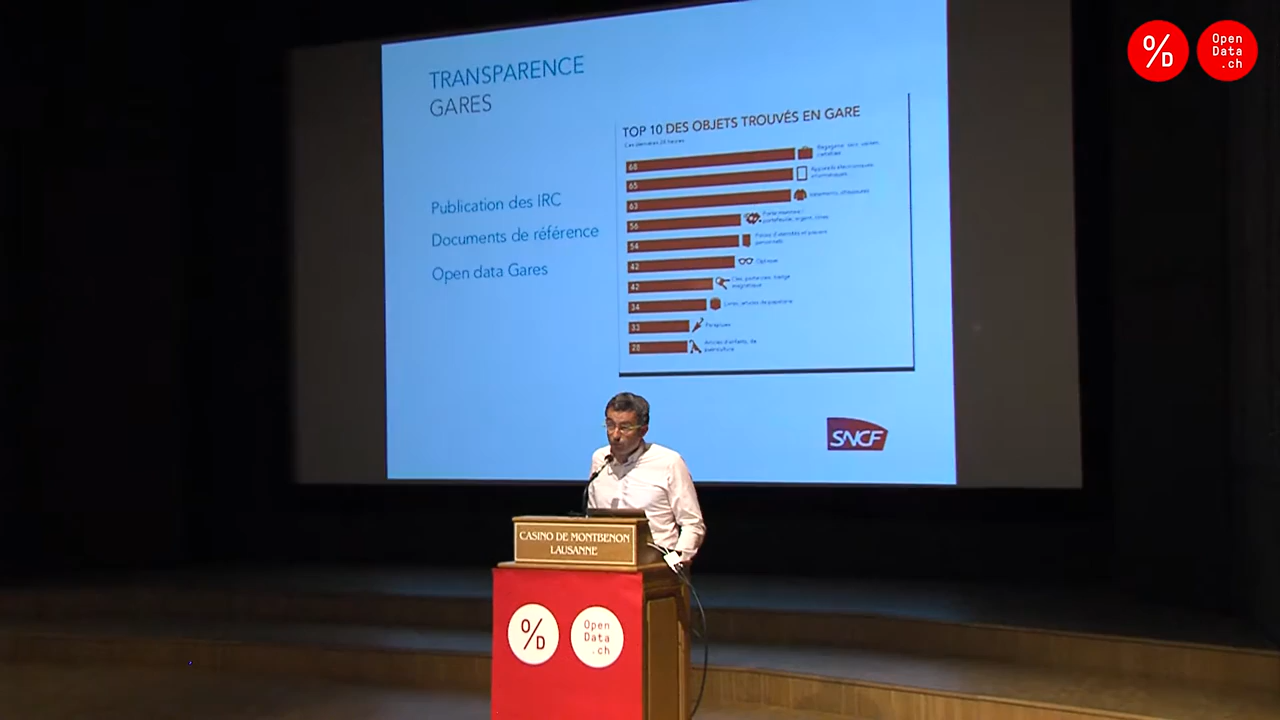 TRANSPARENCE
GARES
Publication des IRC
Documents de référence
Open data Gares
TOP 10 DES OBJETS TROUVÉS EN GARE
68
65
63
56
54
42 Optique
42
34
33 Parapluies
28
SNCF
CASINO DE MONTBENON
LAUSANNE
%D
Open
Data
.ch
%D
Open
Data
.ch